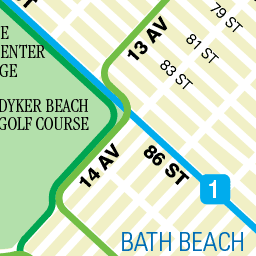 ST
79 ST
13 AV
81 ST
E
ENTER
GE
83 ST
DYKER BEACH
GOLF COURSE
86 ST
14 AV
1
BATH BEACH